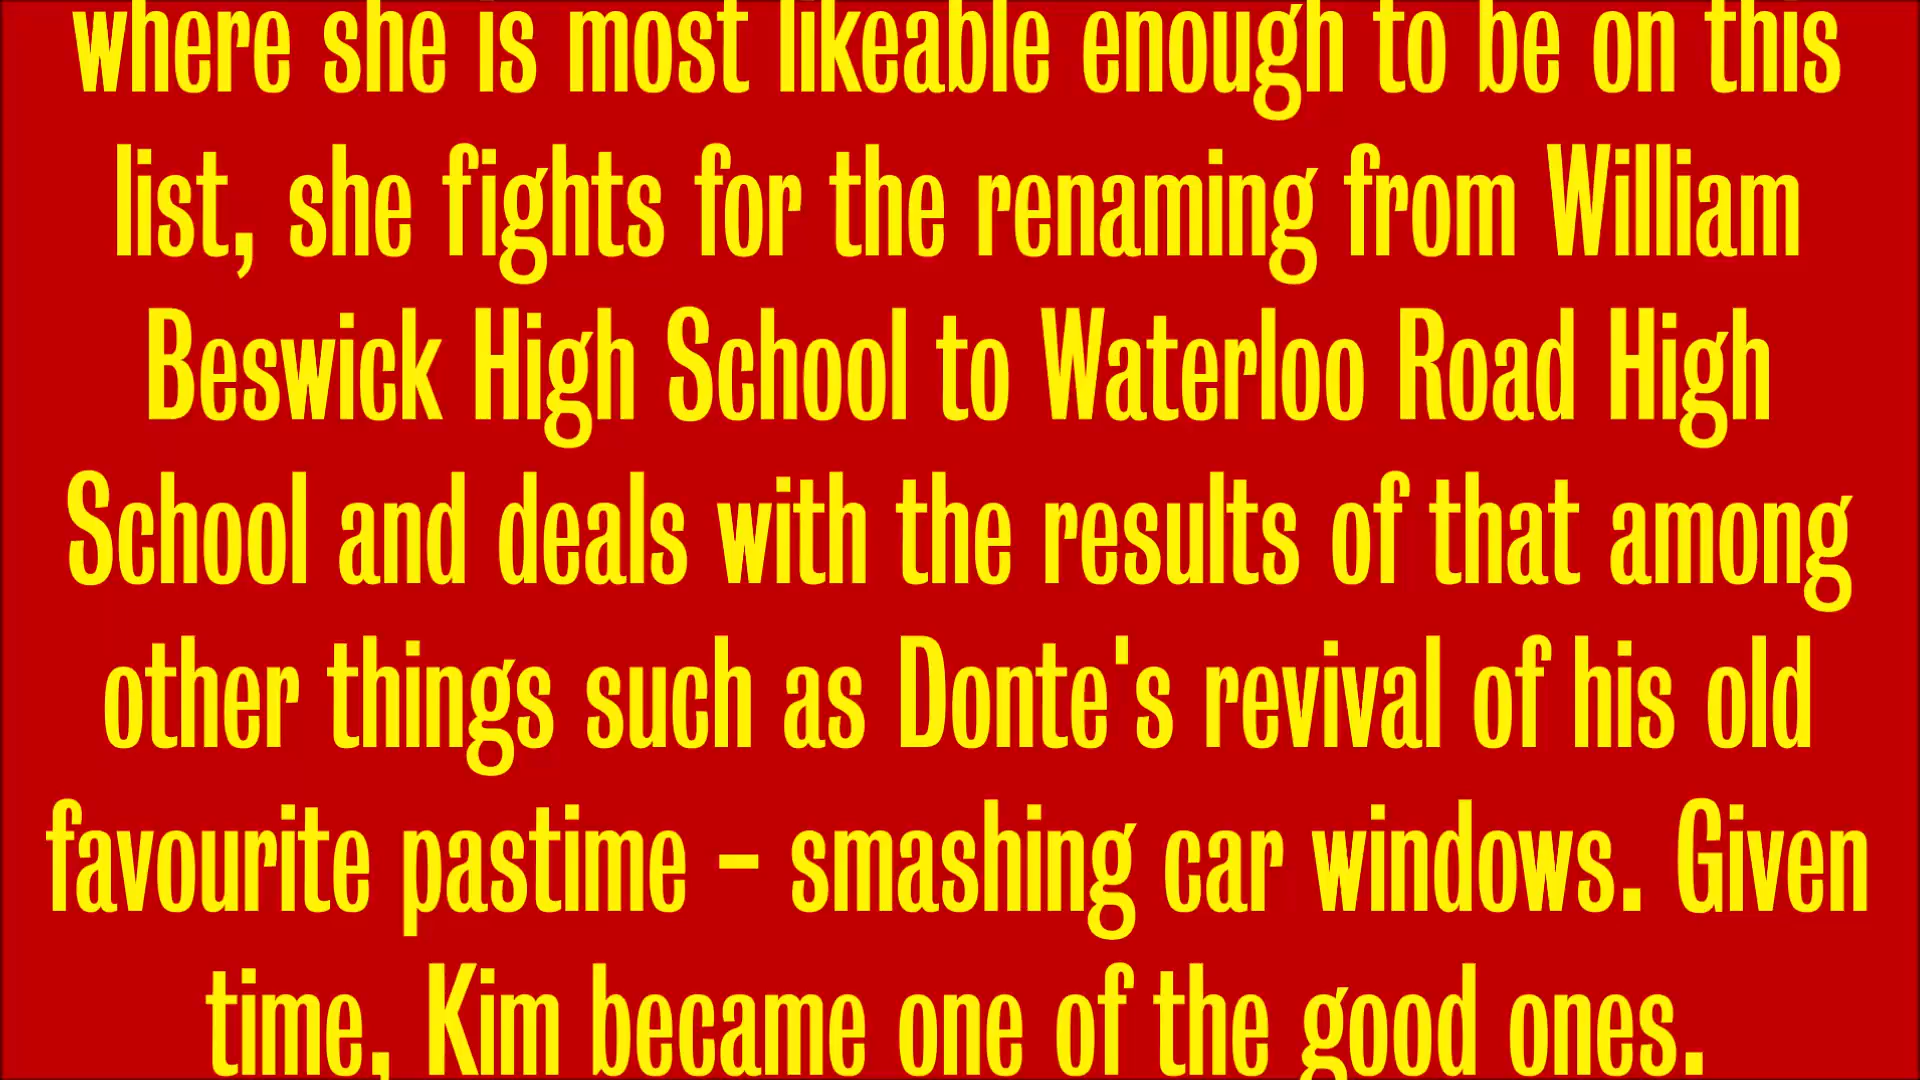 where she is most likeable enough to be on this
list, she fights for the renaming from William
Beswick High School to Waterloo Road High
School and deals with the results of that among
other things such as Donte's revival of his old
favourite pastime – smashing car windows. Given
time, Kim became one of the good ones.